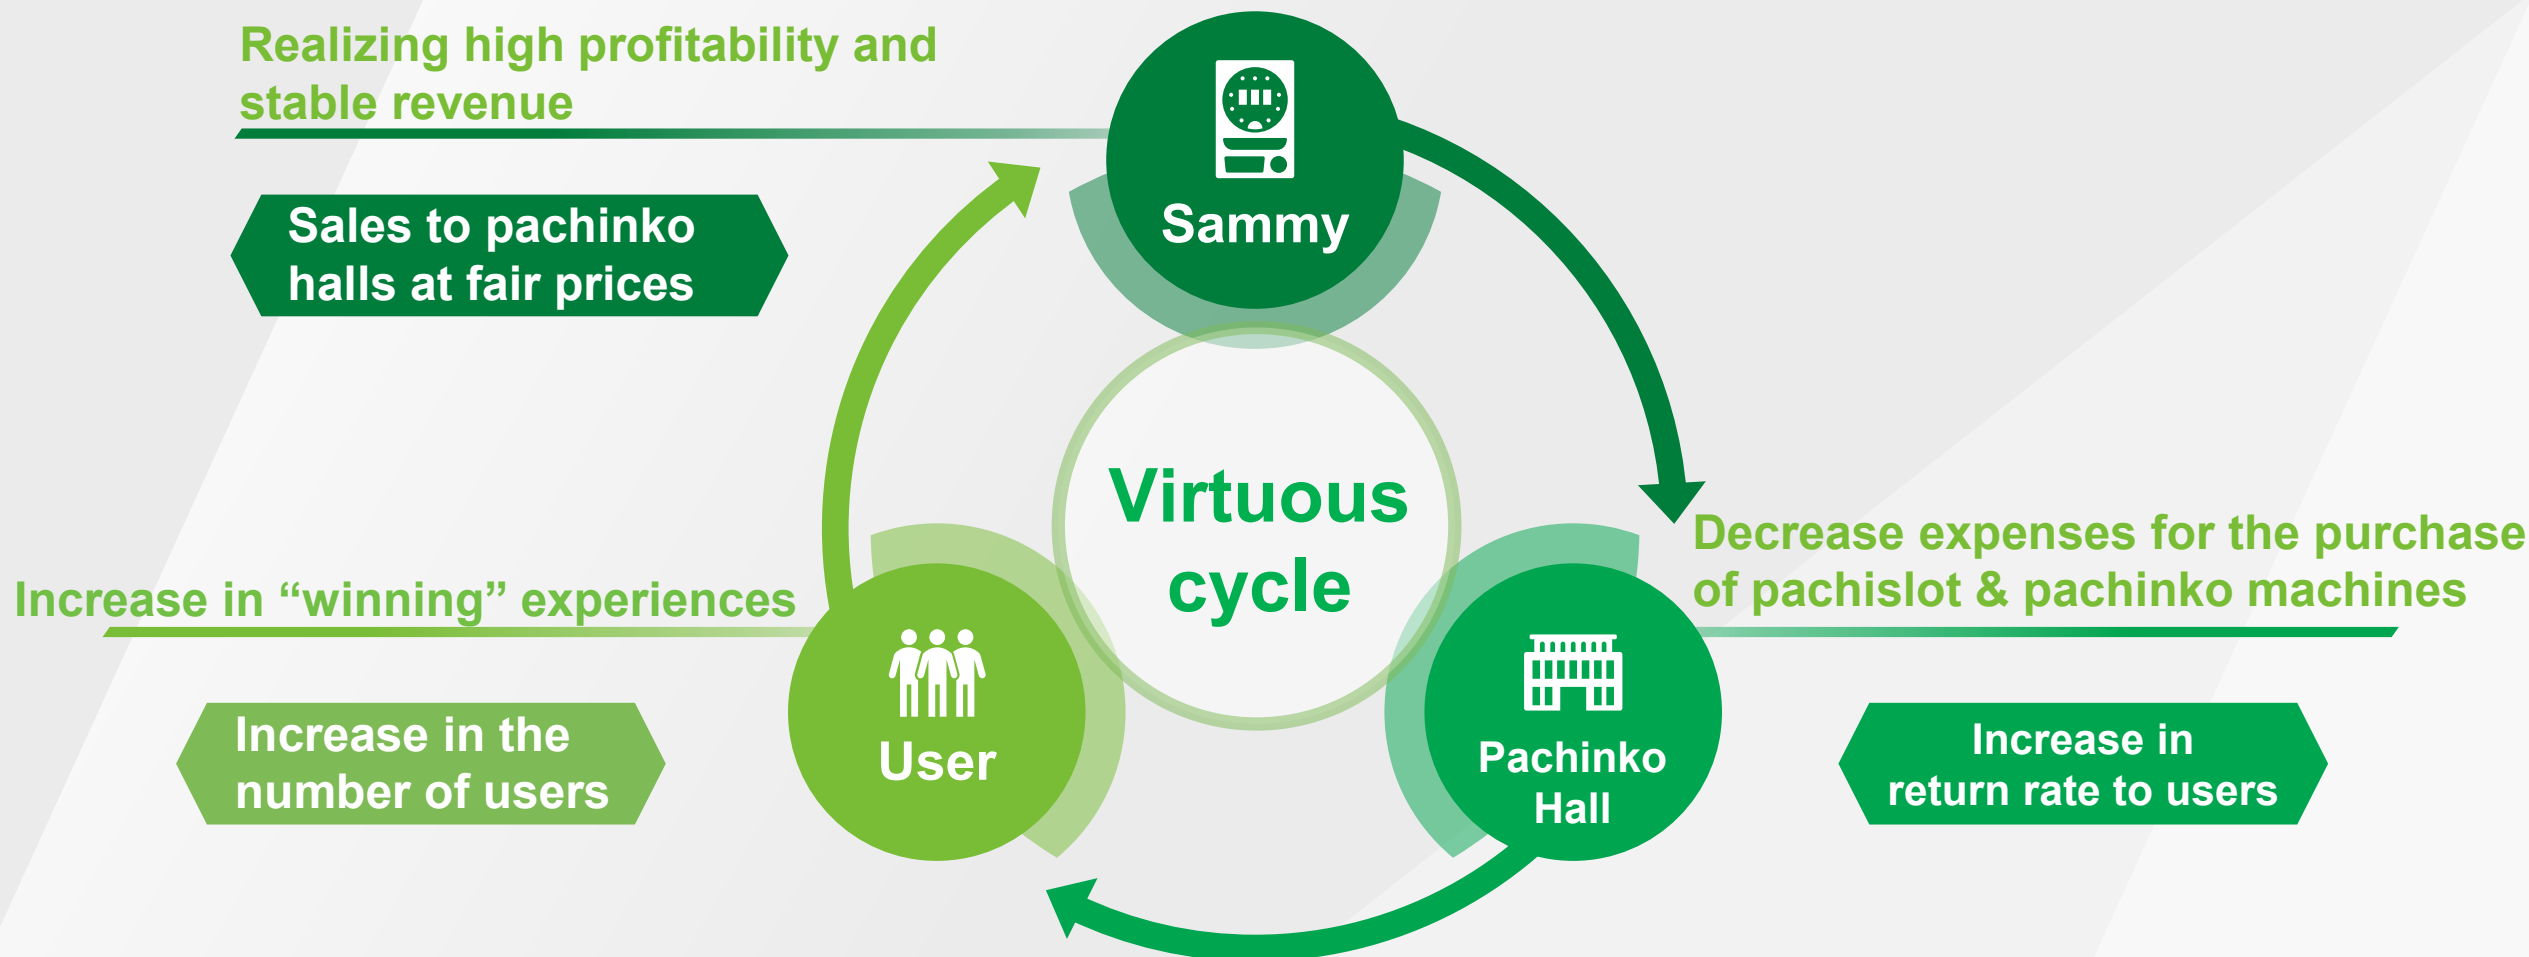 Realizing high profitability and
stable revenue
Sales to pachinko
halls at fair prices
Sammy
Virtuous
cycle
Decrease expenses for the purchase
of pachislot & pachinko machines
Increase in “winning” experiences
Increase in the
number of users
User
Pachinko
Hall
Increase in
return rate to users